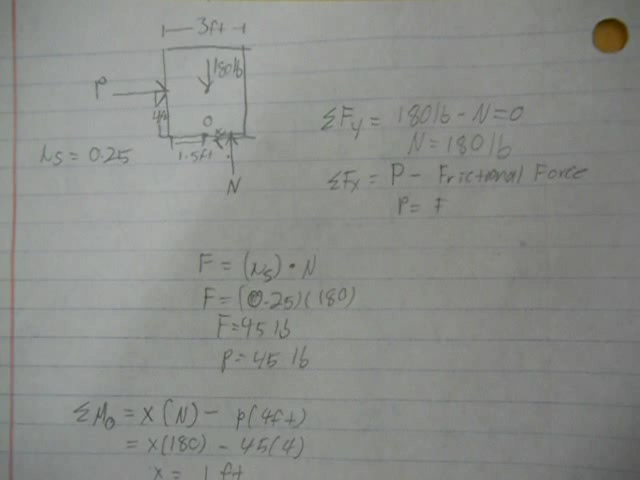 3ft
180lb
P
4ft
O
x
μs = 0.25
1.5ft
N
ΣFy = 180lb - N = 0
N = 180lb
ΣFx = P - Frictional Force
P = F
F = (μs) • N
F = (0.25)(180)
F = 45 lb
P = 45 lb
ΣMo = x(N) - P(4ft)
= x(180) - 45(4)
x = 1 ft